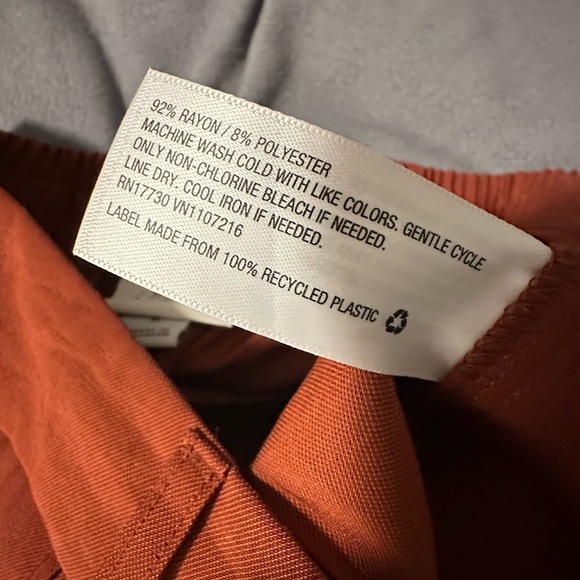 92% RAYON / 8% POLYESTER
MACHINE WASH COLD WITH LIKE COLORS. GENTLE CYCLE
ONLY NON-CHLORINE BLEACH IF NEEDED.
LINE DRY. COOL IRON IF NEEDED.
RN17730 VN1107216
LABEL MADE FROM 100% RECYCLED PLASTIC